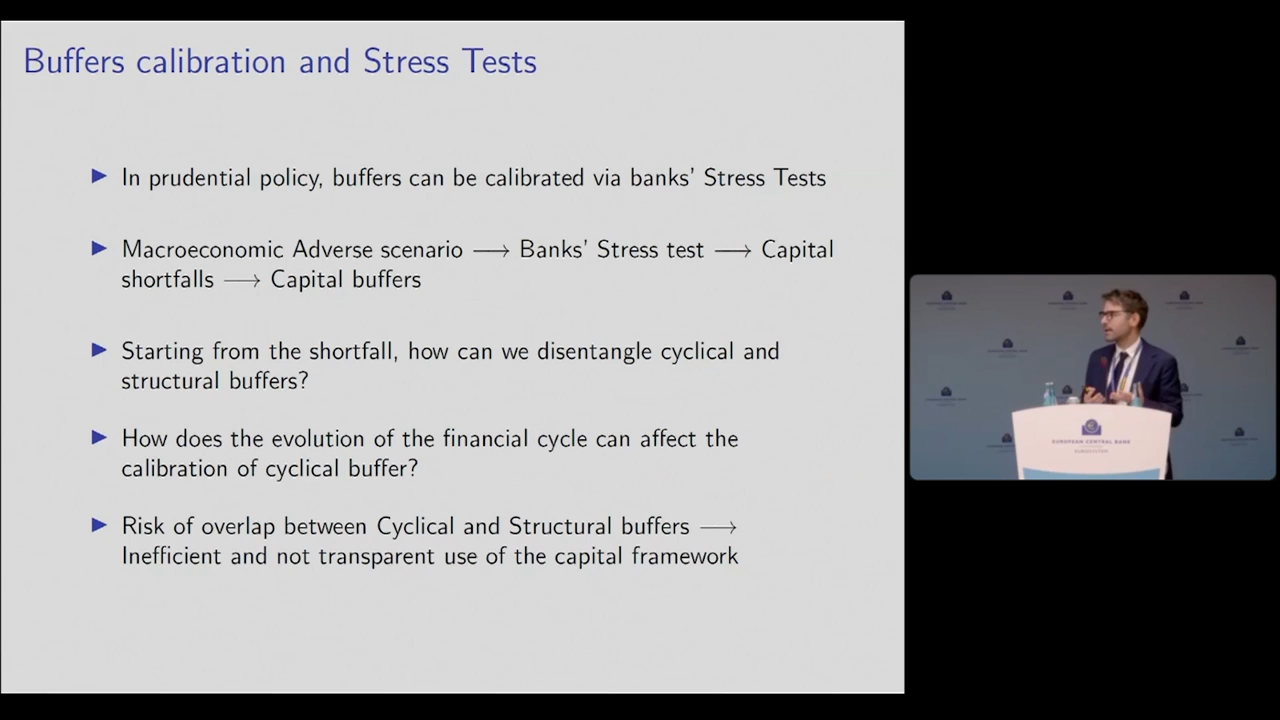 Buffers calibration and Stress Tests
In prudential policy, buffers can be calibrated via banks' Stress Tests
Macroeconomic Adverse scenario ⟶ Banks' Stress test ⟶ Capital
shortfalls ⟶ Capital buffers
Starting from the shortfall, how can we disentangle cyclical and
structural buffers?
How does the evolution of the financial cycle can affect the
calibration of cyclical buffer?
Risk of overlap between Cyclical and Structural buffers ⟶
Inefficient and not transparent use of the capital framework
EUROPEAN CENTRAL BANK
EUROSYSTEM